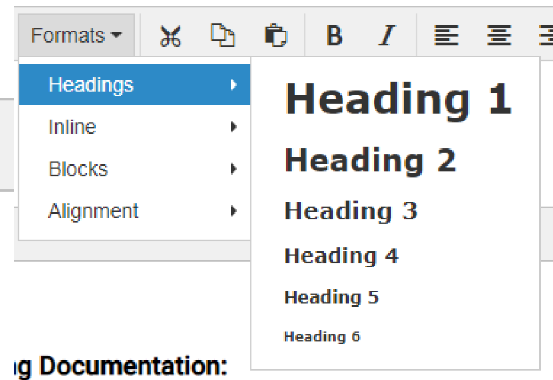 Formats B I
Headings
Inline
Blocks
Alignment
Heading 1
Heading 2
Heading 3
Heading 4
Heading 5
Heading 6
g Documentation: